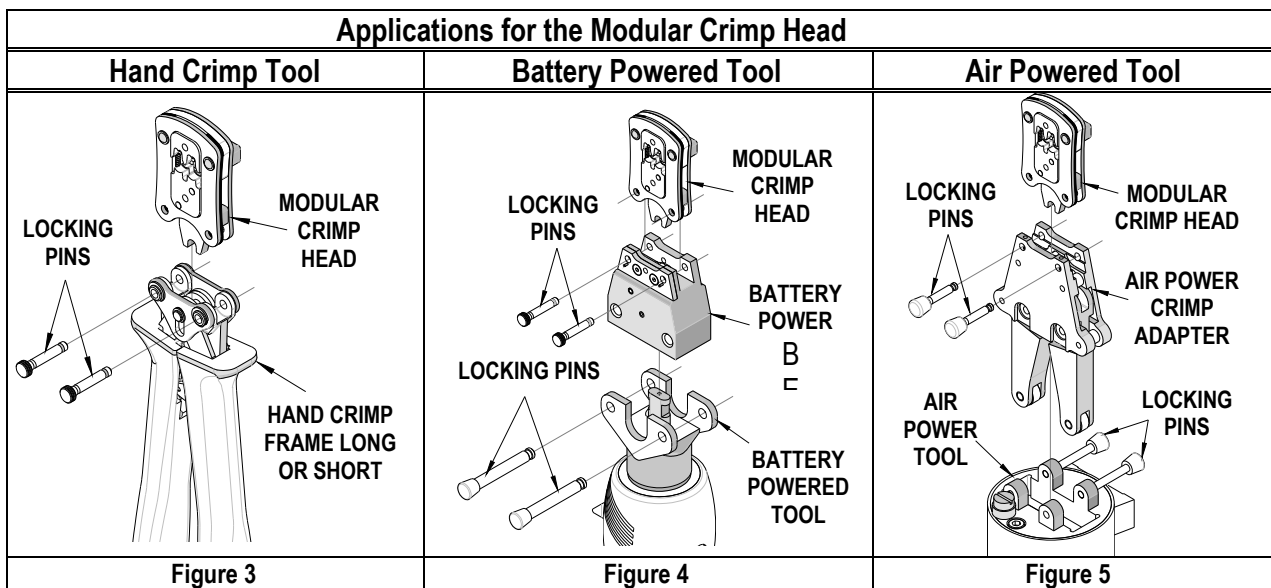 Applications for the Modular Crimp Head
Hand Crimp Tool
Battery Powered Tool
Air Powered Tool
MODULAR
CRIMP
HEAD
LOCKING
PINS
HAND CRIMP
FRAME LONG
OR SHORT
MODULAR
CRIMP
HEAD
LOCKING
PINS
BATTERY
POWER
B
LOCKING PINS
BATTERY
POWERED
TOOL
LOCKING
PINS
MODULAR
CRIMP HEAD
AIR POWER
CRIMP
ADAPTER
AIR
POWER
TOOL
LOCKING
PINS
Figure 3
Figure 4
Figure 5